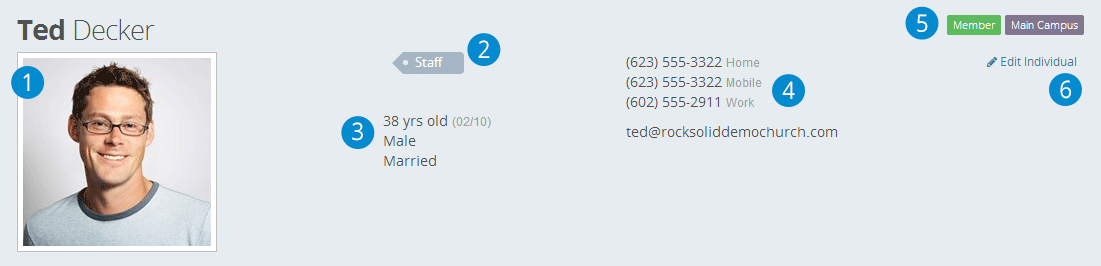 Ted Decker
5
Member
Main Campus
1
Staff
2
3
38 yrs old (02/10)
Male
Married
(623) 555-3322 Home
(623) 555-3322 Mobile
(602) 555-2911 Work
4
ted@rocksoliddemochurch.com
Edit Individual
6